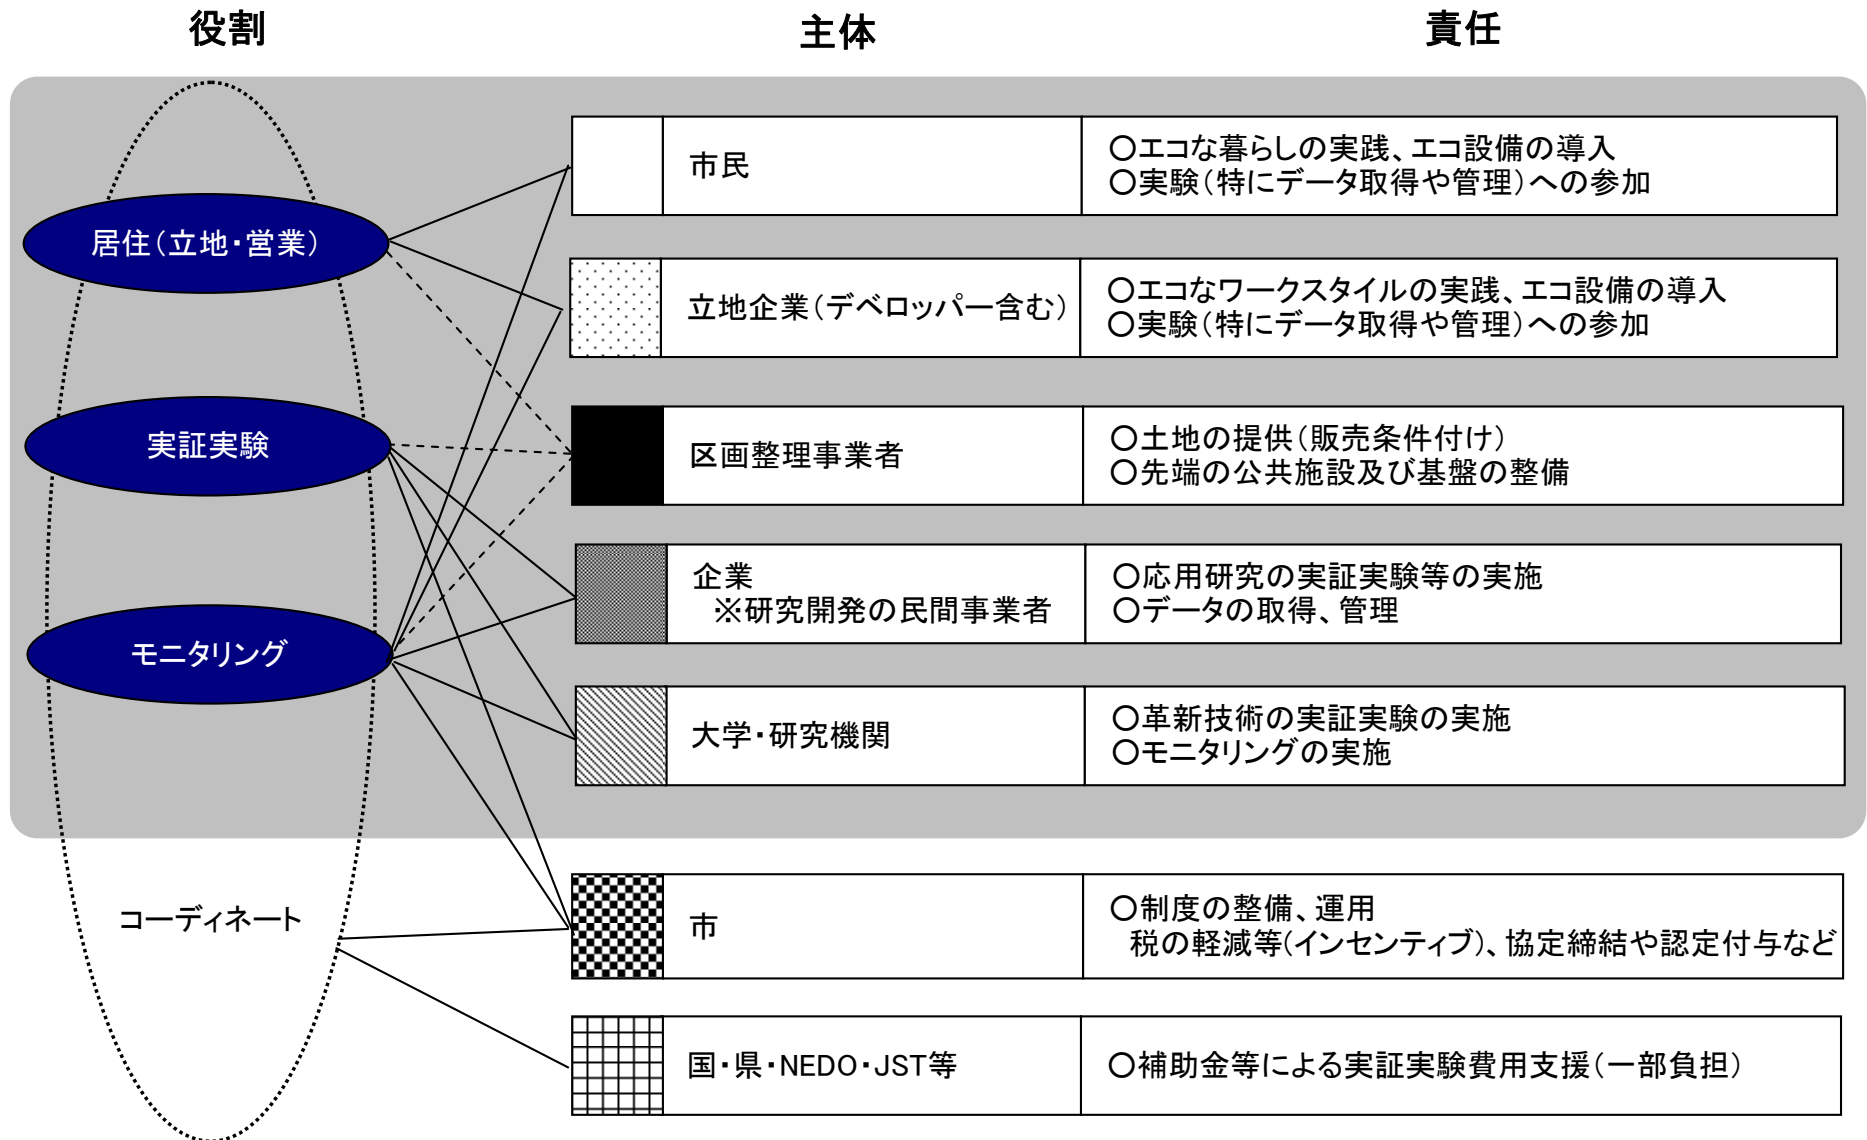 役割
主体
責任
居住（立地・営業）
実証実験
モニタリング
コーディネート
市民
○エコな暮らしの実践、エコ設備の導入
○実験（特にデータ取得や管理）への参加
立地企業（デベロッパー含む）
○エコなワークスタイルの実践、エコ設備の導入
○実験（特にデータ取得や管理）への参加
区画整理事業者
○土地の提供（販売条件付け）
○先端の公共施設及び基盤の整備
企業
※研究開発の民間事業者
○応用研究の実証実験等の実施
○データの取得、管理
大学・研究機関
○革新技術の実証実験の実施
○モニタリングの実施
市
○制度の整備、運用
税の軽減等(インセンティブ)、協定締結や認定付与など
国・県・NEDO・JST等
○補助金等による実証実験費用支援（一部負担）